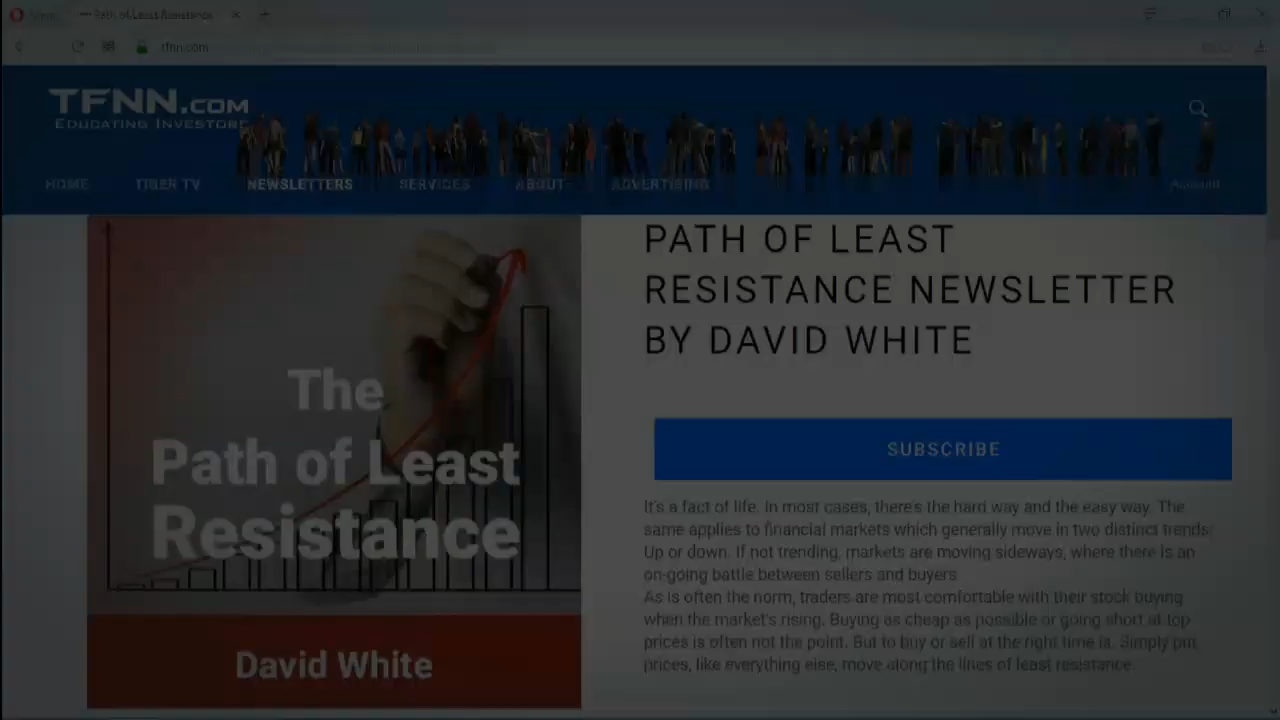 Path of Least Resistance
tfnn.com
TFNN.COM
EDUCATING INVESTORS
HOME TIGER TV NEWSLETTERS SERVICES ABOUT ADVERTISING Account
The
Path of Least
Resistance
David White
PATH OF LEAST
RESISTANCE NEWSLETTER
BY DAVID WHITE
SUBSCRIBE
It's a fact of life. In most cases, there's the hard way and the easy way. The
same applies to financial markets which generally move in two distinct trends:
Up or down. If not trending, markets are moving sideways, where there is an
on-going battle between sellers and buyers
As is often the norm, traders are most comfortable with their stock buying
when the market's rising. Buying as cheap as possible or going short at top
prices is often not the point. But to buy or sell at the right time is. Simply put
prices, like everything else, move along the lines of least resistance.